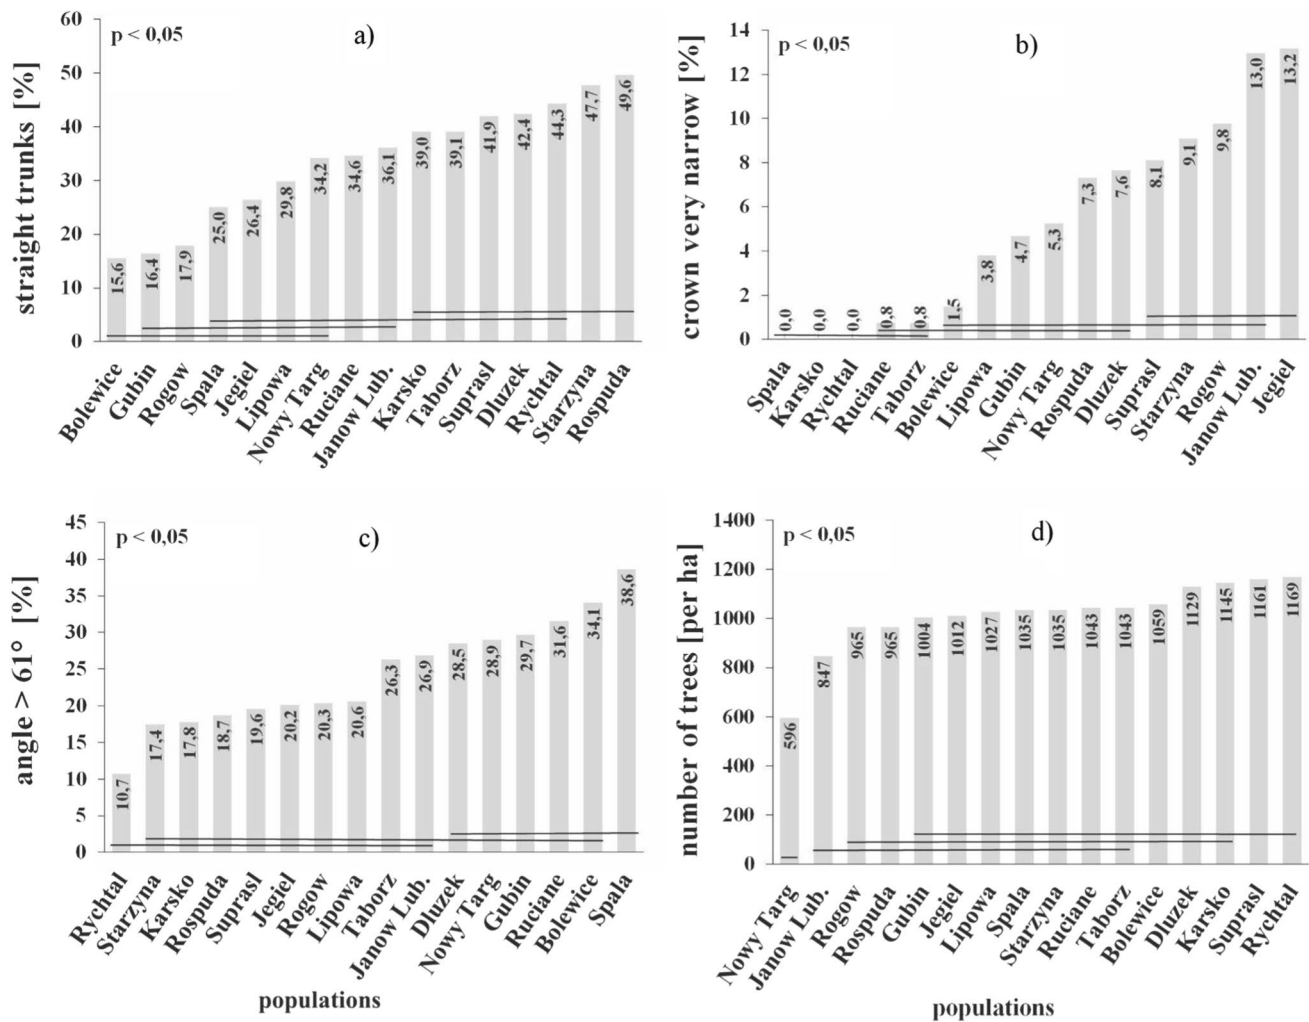 p < 0,05
a)
straight trunks [%]
60
50
40
30
20
10
0
15,6
16,4
17,9
25,0
26,4
29,8
34,2
34,6
36,1
39,0
39,1
41,9
42,4
44,3
47,7
49,6
Bolewice
Gubin
Rogow
Spala
Jegiel
Lipowa
Nowy Targ
Ruciane
Janow Lub.
Karsko
Taborz
Suprasl
Dluzek
Rychtal
Starzyna
Rospuda
p < 0,05
b)
crown very narrow [%]
14
12
10
8
6
4
2
0
0,0
0,0
0,0
0,8
0,8
1,5
3,8
4,7
5,3
7,3
7,6
8,1
9,1
9,8
13,0
13,2
Spala
Karsko
Rychtal
Ruciane
Taborz
Bolewice
Lipowa
Gubin
Nowy Targ
Rospuda
Dluzek
Suprasl
Starzyna
Rogow
Janow Lub.
Jegiel
p < 0,05
c)
angle > 61° [%]
45
40
35
30
25
20
15
10
5
0
10,7
17,4
17,8
18,7
19,6
20,2
20,3
20,6
26,3
26,9
28,5
28,9
29,7
31,6
34,1
38,6
Rychtal
Starzyna
Karsko
Rospuda
Suprasl
Jegiel
Rogow
Lipowa
Taborz
Janow Lub.
Dluzek
Nowy Targ
Gubin
Ruciane
Bolewice
Spala
populations
p < 0,05
d)
number of trees [per ha]
1400
1200
1000
800
600
400
200
0
596
847
965
965
1004
1012
1027
1035
1035
1043
1043
1059
1129
1145
1161
1169
Nowy Targ
Janow Lub.
Rogow
Rospuda
Gubin
Jegiel
Lipowa
Spala
Starzyna
Ruciane
Taborz
Bolewice
Dluzek
Karsko
Suprasl
Rychtal
populations